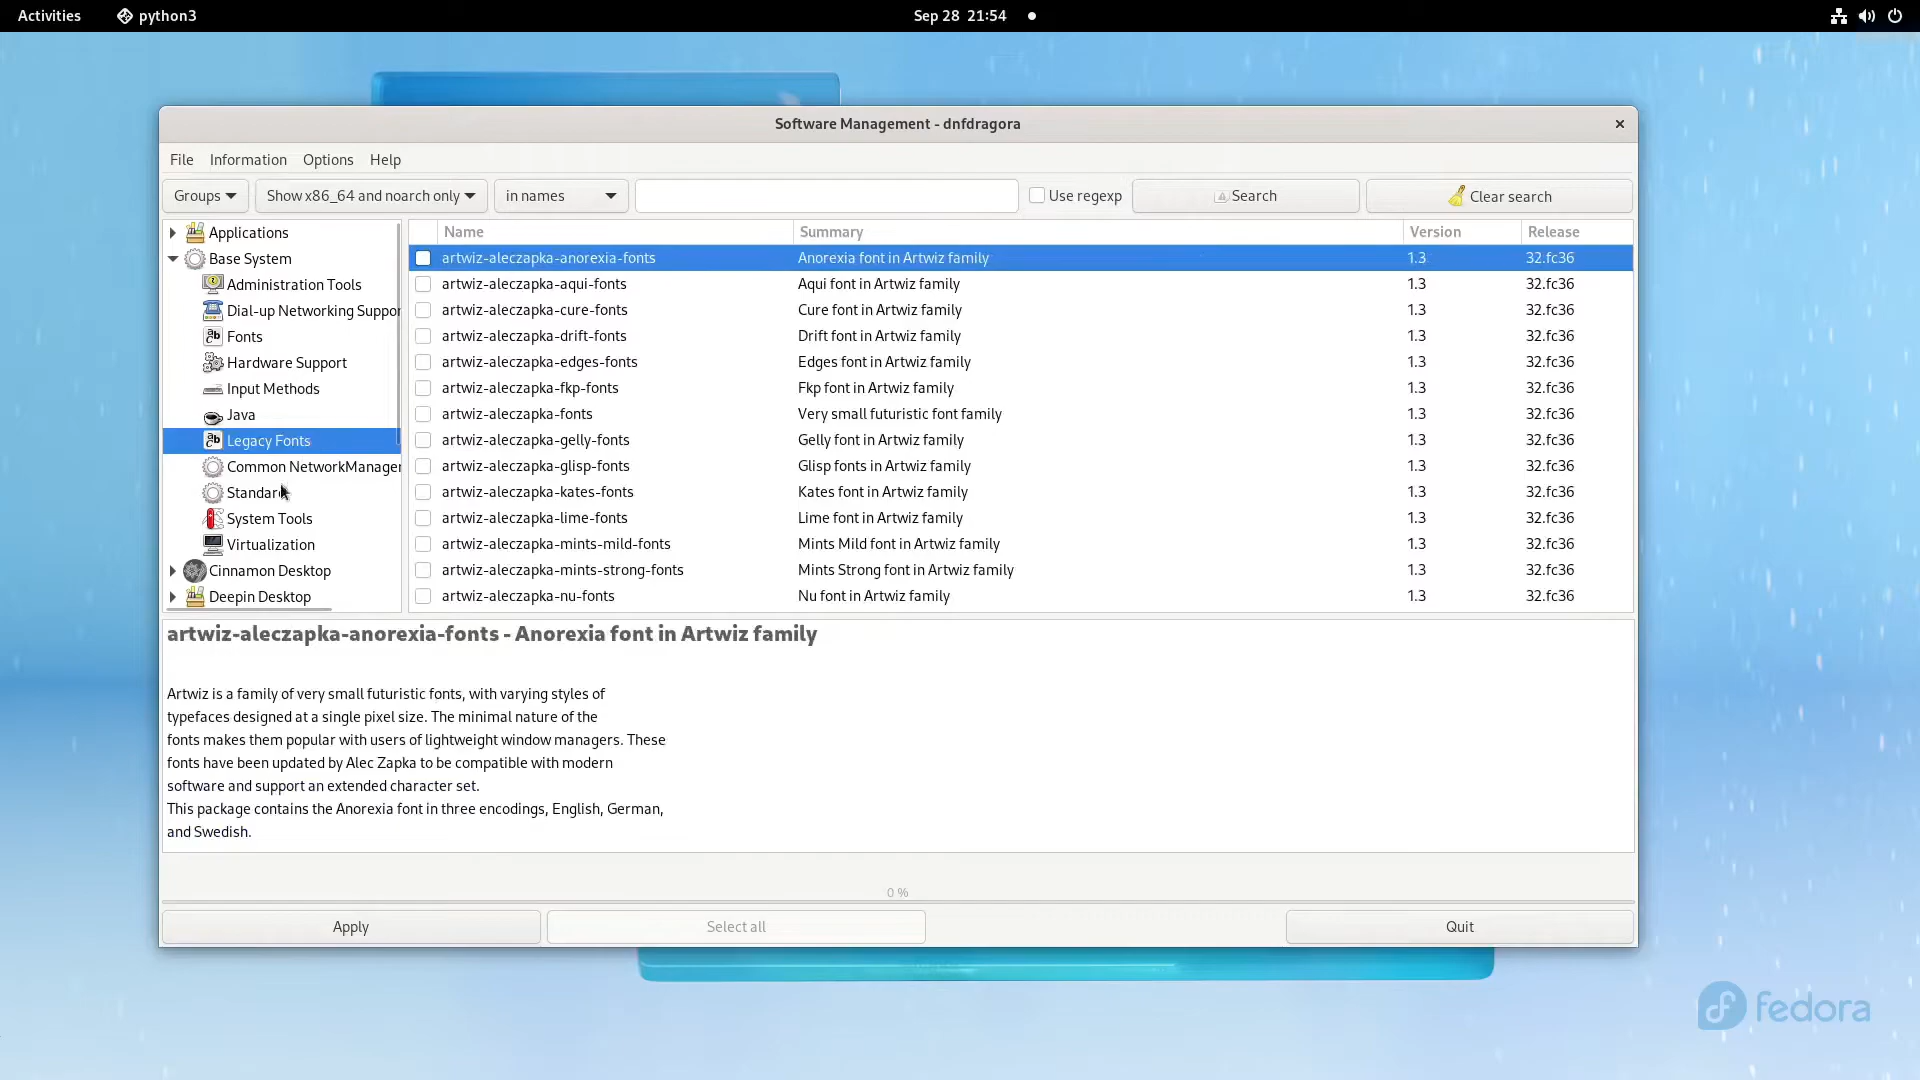 Activities python3 Sep 28 21:54
Software Management - dnfdragora
File Information Options Help
Groups Show x86_64 and noarch only in names Use regexp Search Clear search
Applications
Base System
Administration Tools
Dial-up Networking Suppor
Fonts
Hardware Support
Input Methods
Java
Legacy Fonts
Common NetworkManager
Standard
System Tools
Virtualization
Cinnamon Desktop
Deepin Desktop
Name Summary Version Release
artwiz-aleczapka-anorexia-fonts Anorexia font in Artwiz family 1.3 32.fc36
artwiz-aleczapka-aqui-fonts Aqui font in Artwiz family 1.3 32.fc36
artwiz-aleczapka-cure-fonts Cure font in Artwiz family 1.3 32.fc36
artwiz-aleczapka-drift-fonts Drift font in Artwiz family 1.3 32.fc36
artwiz-aleczapka-edges-fonts Edges font in Artwiz family 1.3 32.fc36
artwiz-aleczapka-fkp-fonts Fkp font in Artwiz family 1.3 32.fc36
artwiz-aleczapka-fonts Very small futuristic font family 1.3 32.fc36
artwiz-aleczapka-gelly-fonts Gelly font in Artwiz family 1.3 32.fc36
artwiz-aleczapka-glisp-fonts Glisp fonts in Artwiz family 1.3 32.fc36
artwiz-aleczapka-kates-fonts Kates font in Artwiz family 1.3 32.fc36
artwiz-aleczapka-lime-fonts Lime font in Artwiz family 1.3 32.fc36
artwiz-aleczapka-mints-mild-fonts Mints Mild font in Artwiz family 1.3 32.fc36
artwiz-aleczapka-mints-strong-fonts Mints Strong font in Artwiz family 1.3 32.fc36
artwiz-aleczapka-nu-fonts Nu font in Artwiz family 1.3 32.fc36
artwiz-aleczapka-anorexia-fonts - Anorexia font in Artwiz family
Artwiz is a family of very small futuristic fonts, with varying styles of
typefaces designed at a single pixel size. The minimal nature of the
fonts makes them popular with users of lightweight window managers. These
fonts have been updated by Alec Zapka to be compatible with modern
software and support an extended character set.
This package contains the Anorexia font in three encodings, English, German,
and Swedish.
0 %
Apply Select all Quit
fedora